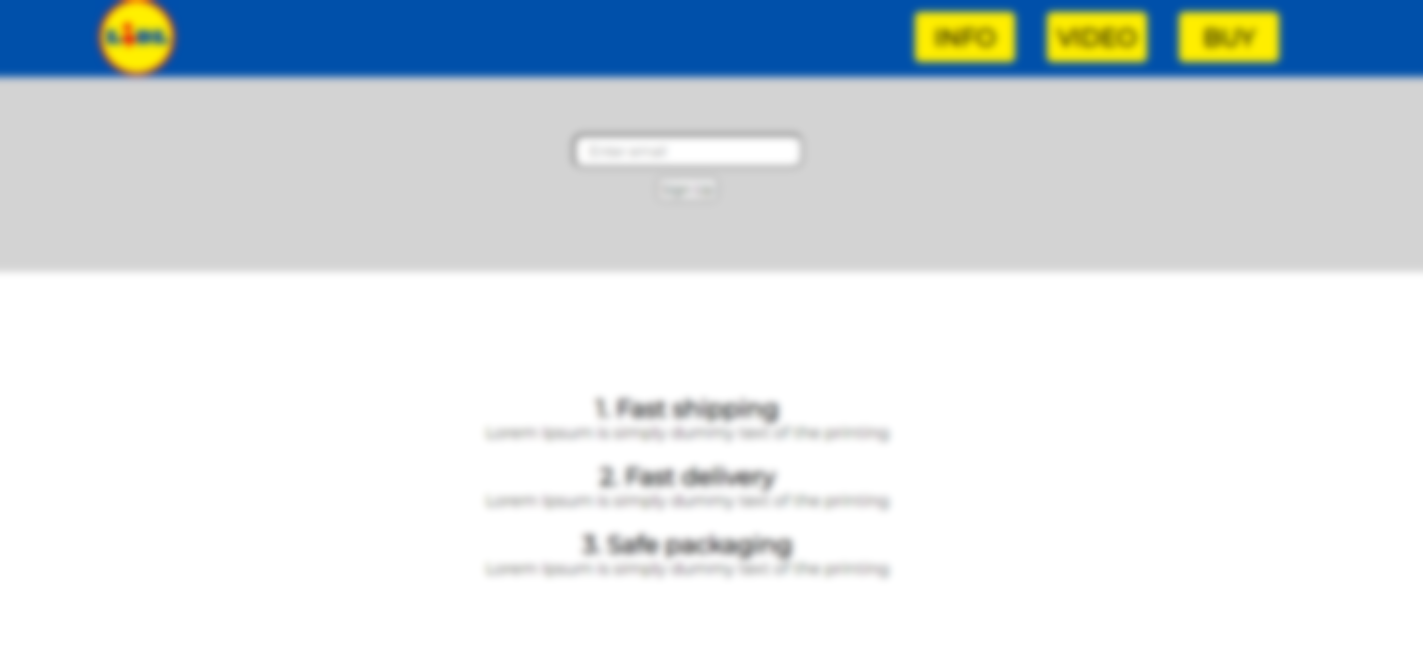 LIDL
INFO
VIDEO
BUY
Enter email
Sign Up
1. Fast shipping
Lorem Ipsum is simply dummy text of the printing
2. Fast delivery
Lorem Ipsum is simply dummy text of the printing
3. Safe packaging
Lorem Ipsum is simply dummy text of the printing